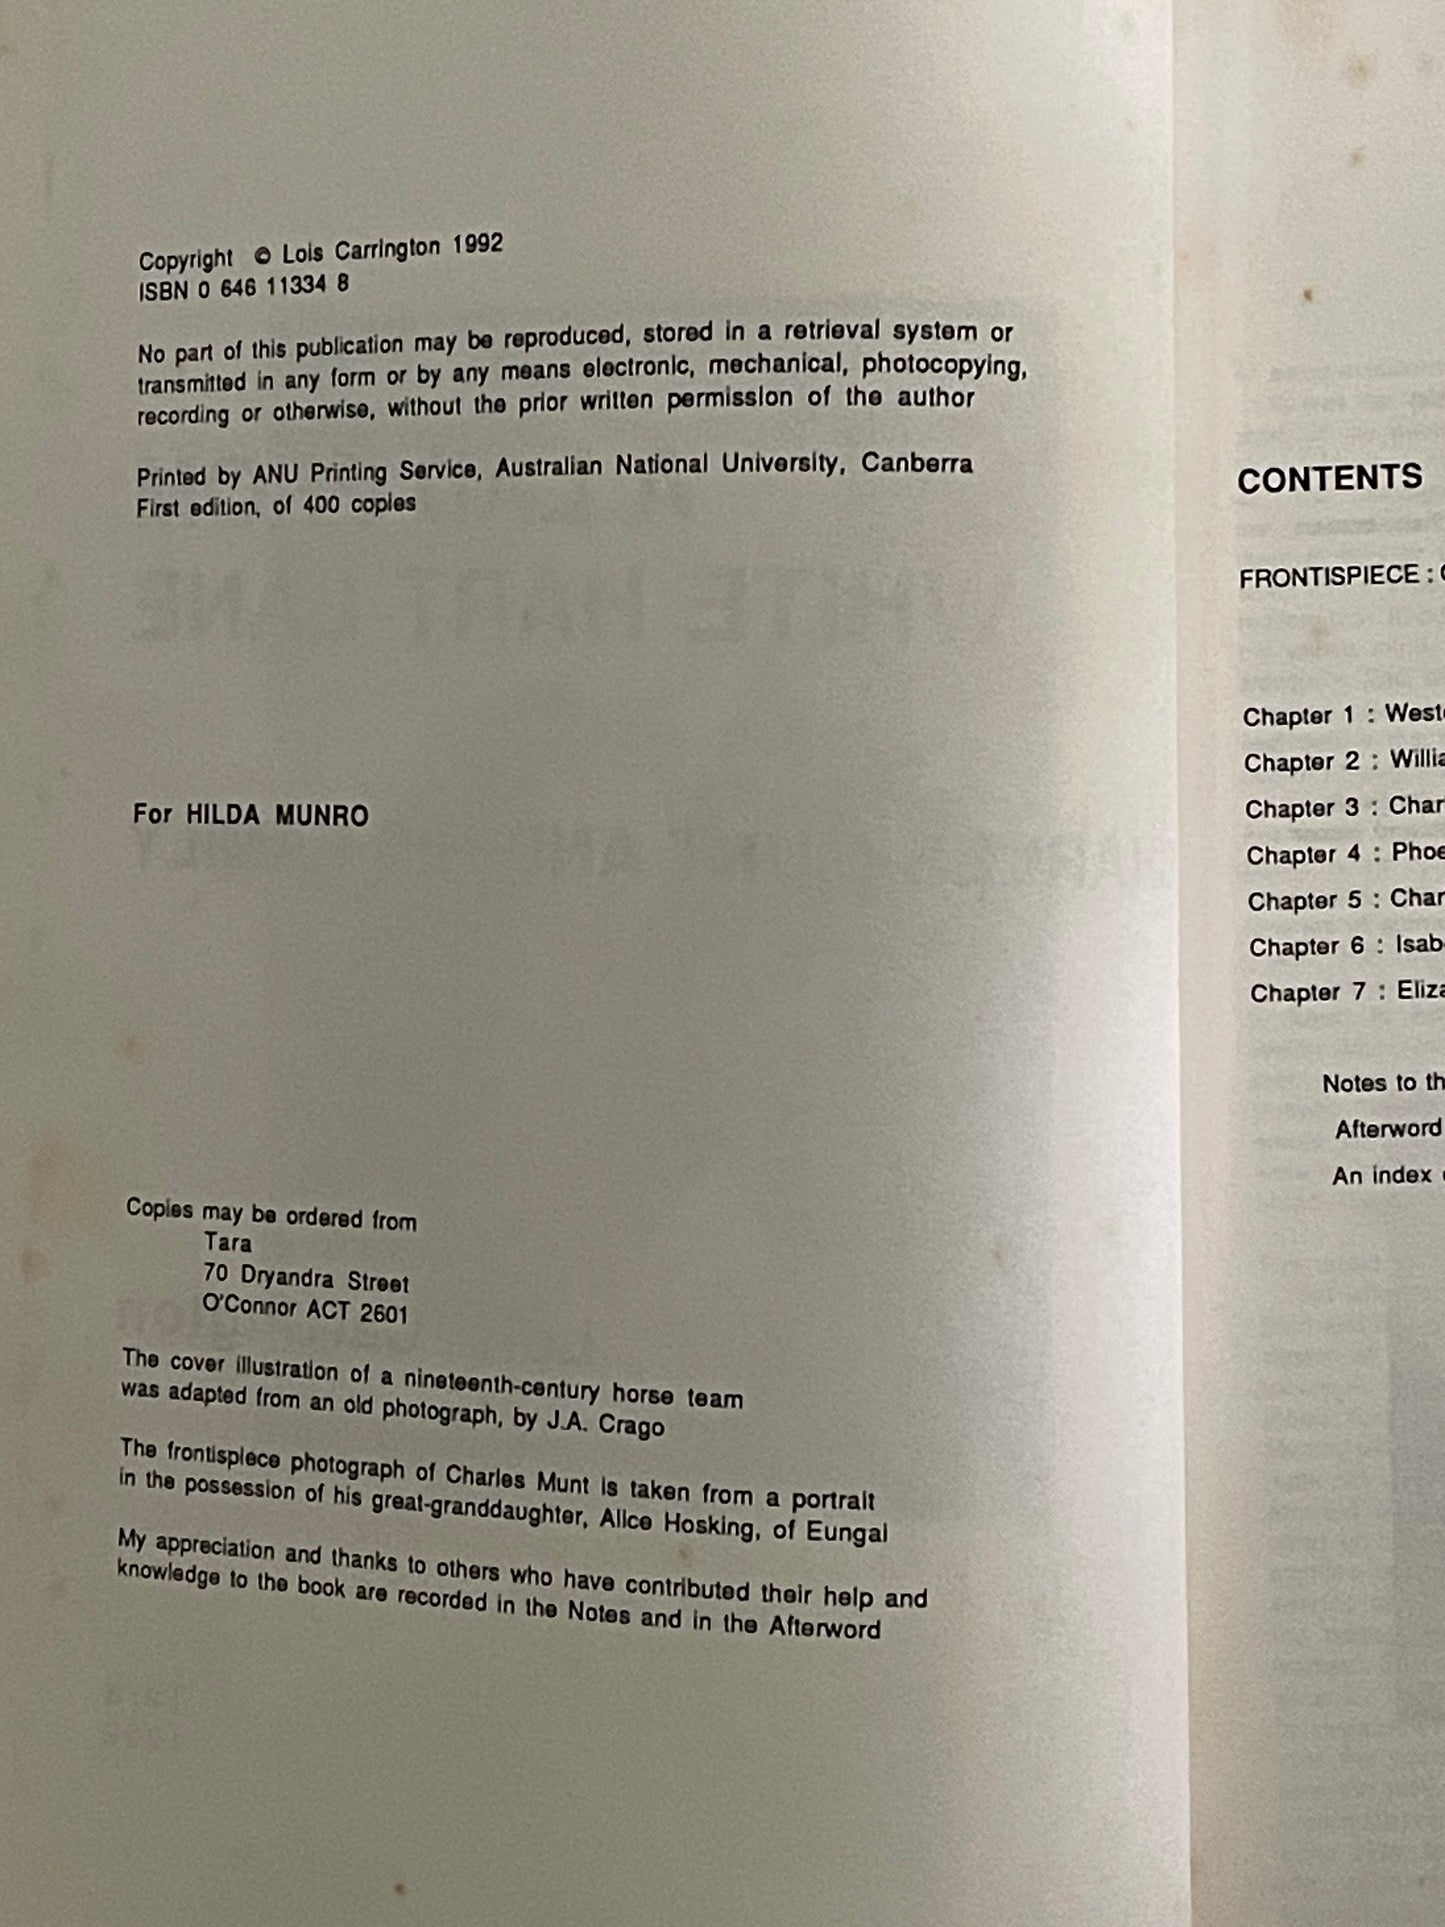 Copyright © Lois Carrington 1992
ISBN 0 646 11334 8
No part of this publication may be reproduced, stored in a retrieval system or
transmitted in any form or by any means electronic, mechanical, photocopying,
recording or otherwise, without the prior written permission of the author
Printed by ANU Printing Service, Australian National University, Canberra
First edition, of 400 copies
For HILDA MUNRO
Copies may be ordered from
Tara
70 Dryandra Street
O'Connor ACT 2601
The cover illustration of a nineteenth-century horse team
was adapted from an old photograph, by J.A. Crago
The frontispiece photograph of Charles Munt is taken from a portrait
in the possession of his great-granddaughter, Alice Hosking, of Eungai
My appreciation and thanks to others who have contributed their help and
knowledge to the book are recorded in the Notes and in the Afterword
CONTENTS
FRONTISPIECE :
Chapter 1 :
Chapter 2 :
Chapter 3 :
Chapter 4 :
Chapter 5 :
Chapter 6 :
Chapter 7 :
Notes to
Afterword
An index